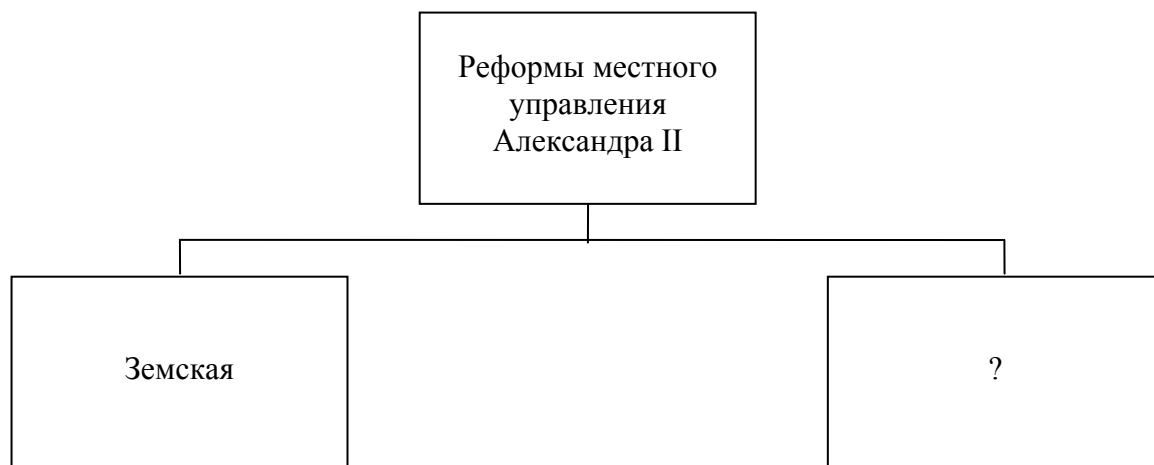 Реформы местного
управления
Александра II
Земская
?